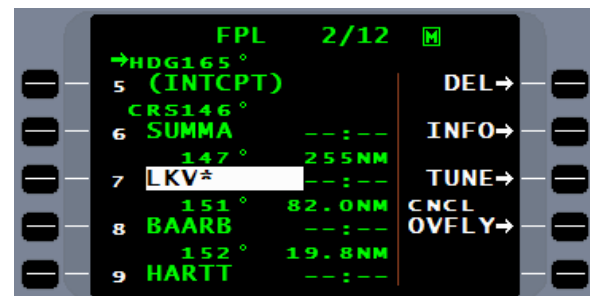 FPL 2/12 M
→HDG165°
5 (INTCPT) DEL→
CRS146°
6 SUMMA --:-- INFO→
147° 255NM
7 LKV* --:-- TUNE→
151° 82.0NM CNCL
8 BAARB --:-- OVFLY→
152° 19.8NM
9 HARTT --:--